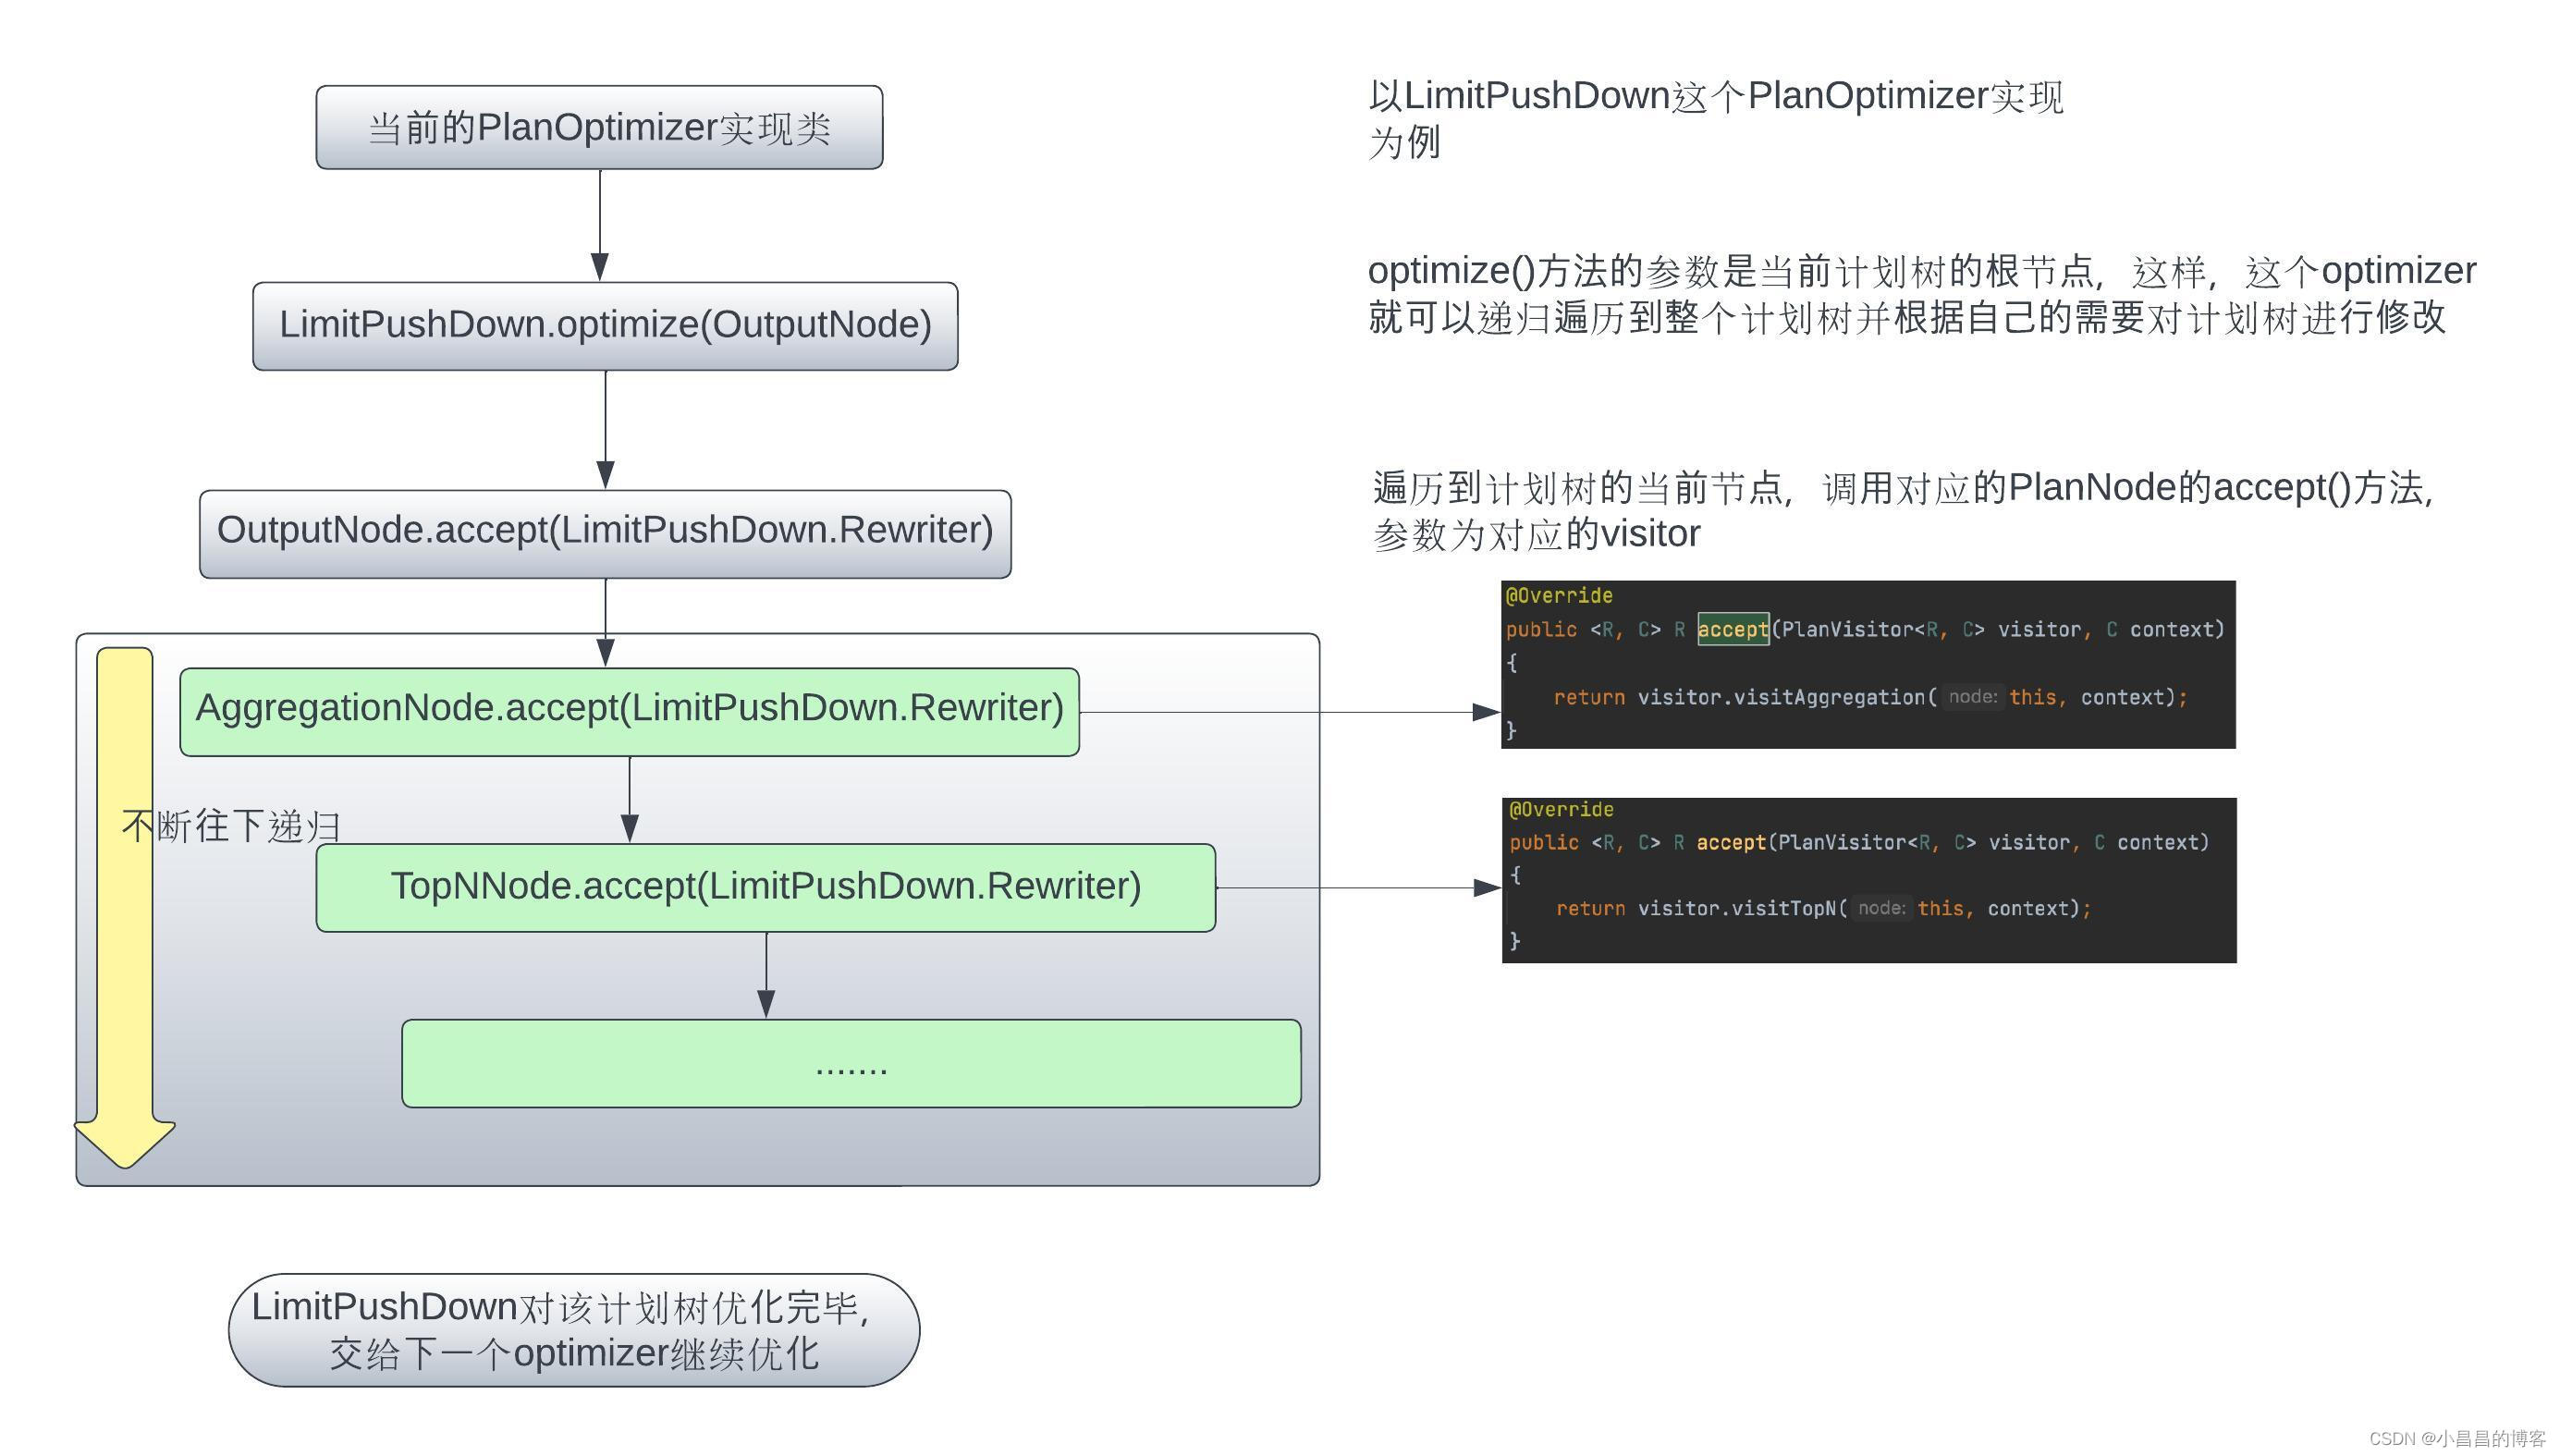 当前的PlanOptimizer实现类
以LimitPushDown这个PlanOptimizer实现
为例
LimitPushDown.optimize(OutputNode)
optimize()方法的参数是当前计划树的根节点，这样，这个optimizer
就可以递归遍历到整个计划树并根据自己的需要对计划树进行修改
OutputNode.accept(LimitPushDown.Rewriter)
遍历到计划树的当前节点，调用对应的PlanNode的accept()方法,
参数为对应的visitor
AggregationNode.accept(LimitPushDown.Rewriter)
@Override
public <R, C> R accept(PlanVisitor<R, C> visitor, C context)
{
return visitor.visitAggregation( node: this, context);
}
不断往下递归
TopNNode.accept(LimitPushDown.Rewriter)
@Override
public <R, C> R accept(PlanVisitor<R, C> visitor, C context)
{
return visitor.visitTopN( node: this, context);
}
.......
LimitPushDown对该计划树优化完毕,
交给下一个optimizer继续优化
CSDN @小昌昌的博客